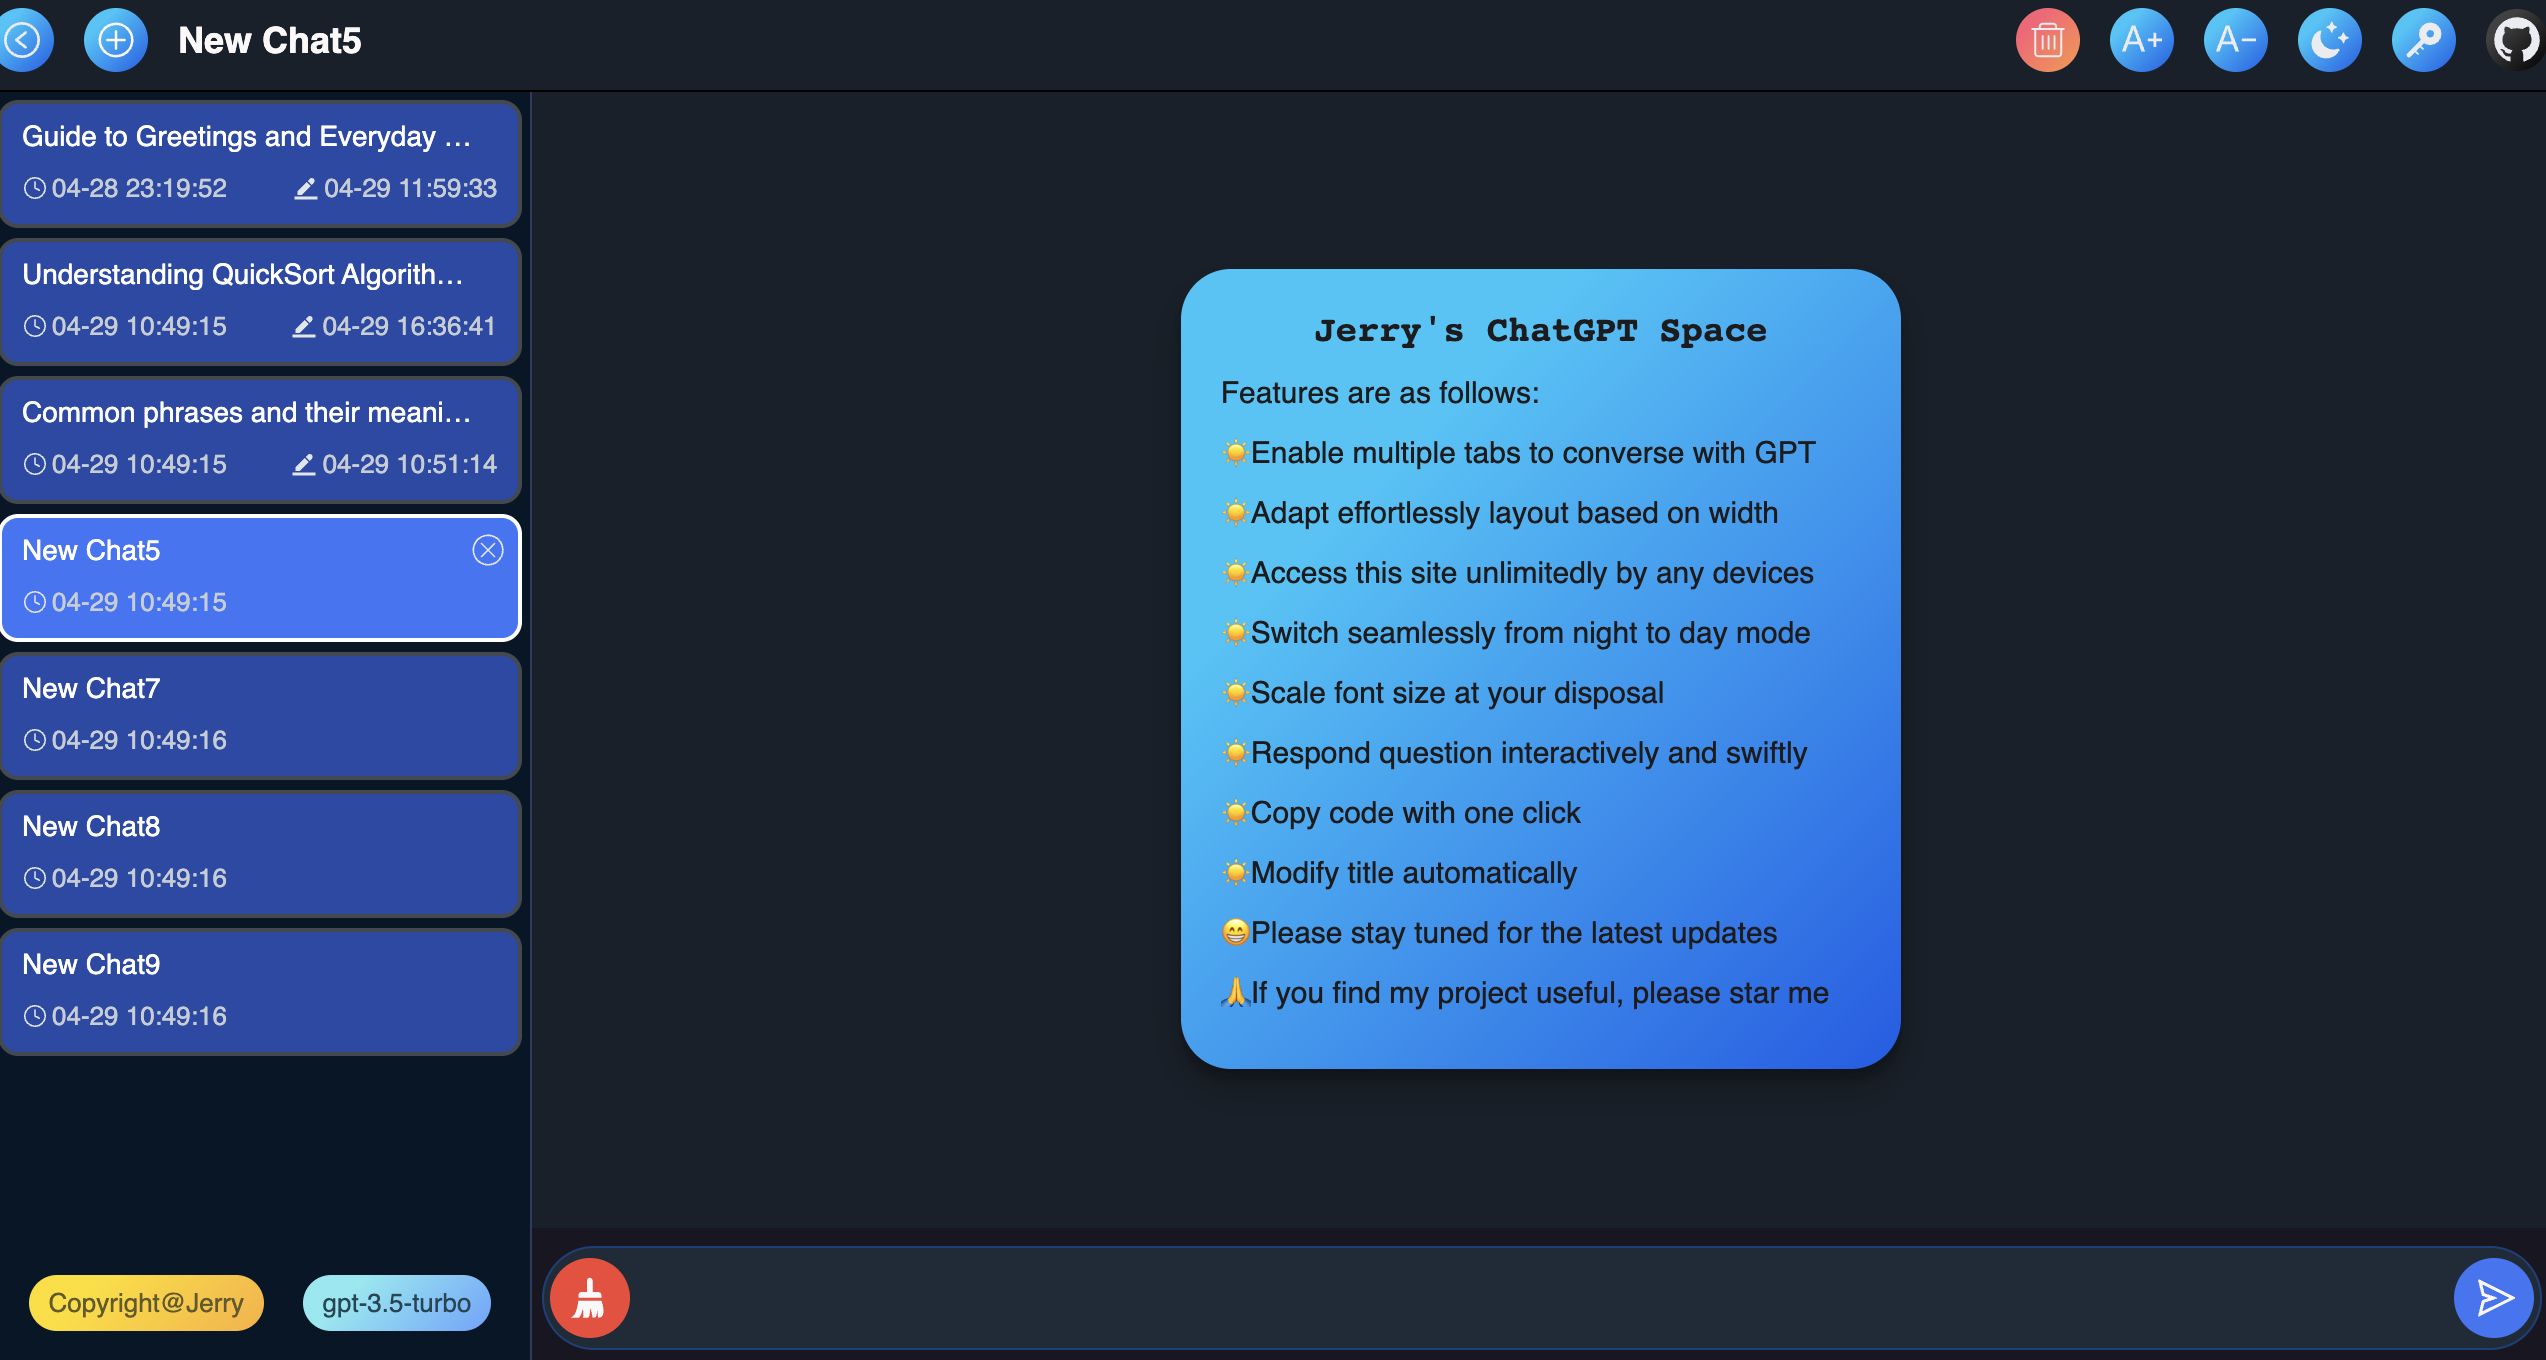 New Chat5
A+
A-
Guide to Greetings and Everyday ...
04-28 23:19:52 04-29 11:59:33
Understanding QuickSort Algorith...
04-29 10:49:15 04-29 16:36:41
Common phrases and their meani...
04-29 10:49:15 04-29 10:51:14
New Chat5
04-29 10:49:15
New Chat7
04-29 10:49:16
New Chat8
04-29 10:49:16
New Chat9
04-29 10:49:16
Copyright@Jerry
gpt-3.5-turbo
Jerry's ChatGPT Space
Features are as follows:
☀️Enable multiple tabs to converse with GPT
☀️Adapt effortlessly layout based on width
☀️Access this site unlimitedly by any devices
☀️Switch seamlessly from night to day mode
☀️Scale font size at your disposal
☀️Respond question interactively and swiftly
☀️Copy code with one click
☀️Modify title automatically
😁Please stay tuned for the latest updates
🙏If you find my project useful, please star me